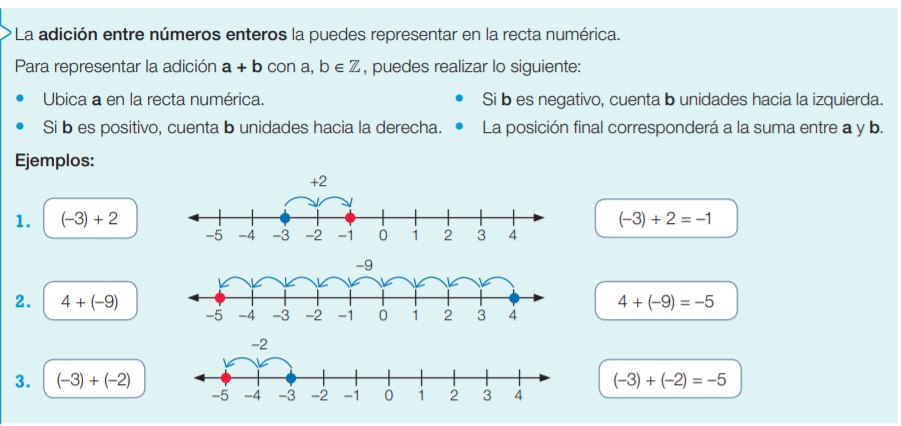 La adición entre números enteros la puedes representar en la recta numérica.
Para representar la adición a + b con a, b ∈ ℤ, puedes realizar lo siguiente:
• Ubica a en la recta numérica.
• Si b es positivo, cuenta b unidades hacia la derecha.
• Si b es negativo, cuenta b unidades hacia la izquierda.
• La posición final corresponderá a la suma entre a y b.
Ejemplos:
+2
1. (–3) + 2
–5 –4 –3 –2 –1 0 1 2 3 4
(–3) + 2 = –1
–9
2. 4 + (–9)
–5 –4 –3 –2 –1 0 1 2 3 4
4 + (–9) = –5
–2
3. (–3) + (–2)
–5 –4 –3 –2 –1 0 1 2 3 4
(–3) + (–2) = –5